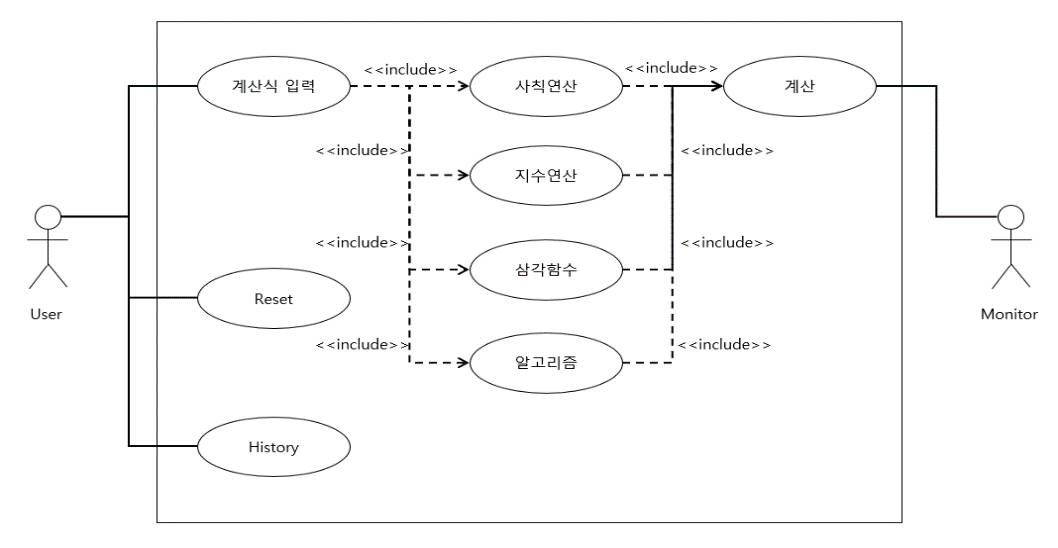 계산식 입력
<<include>>
사칙연산
<<include>>
계산
<<include>>
지수연산
<<include>>
<<include>>
삼각함수
<<include>>
User
Reset
Monitor
<<include>>
알고리즘
<<include>>
History